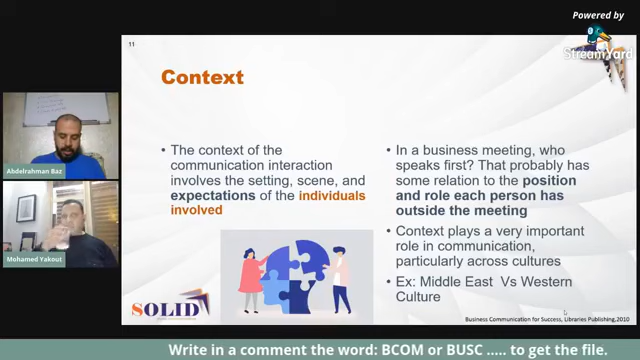 Powered by
StreamYard
11
Context
• The context of the
communication interaction
involves the setting, scene, and
expectations of the individuals
involved
• In a business meeting, who
speaks first? That probably has
some relation to the position
and role each person has
outside the meeting
• Context plays a very important
role in communication,
particularly across cultures
• Ex: Middle East  Vs Western
Culture
Abdelrahman Baz
Mohamed Yakout
SOLID
Business Communication for Success, Libraries Publishing,2010
Write in a comment the word: BCOM or BUSC ..... to get the file.